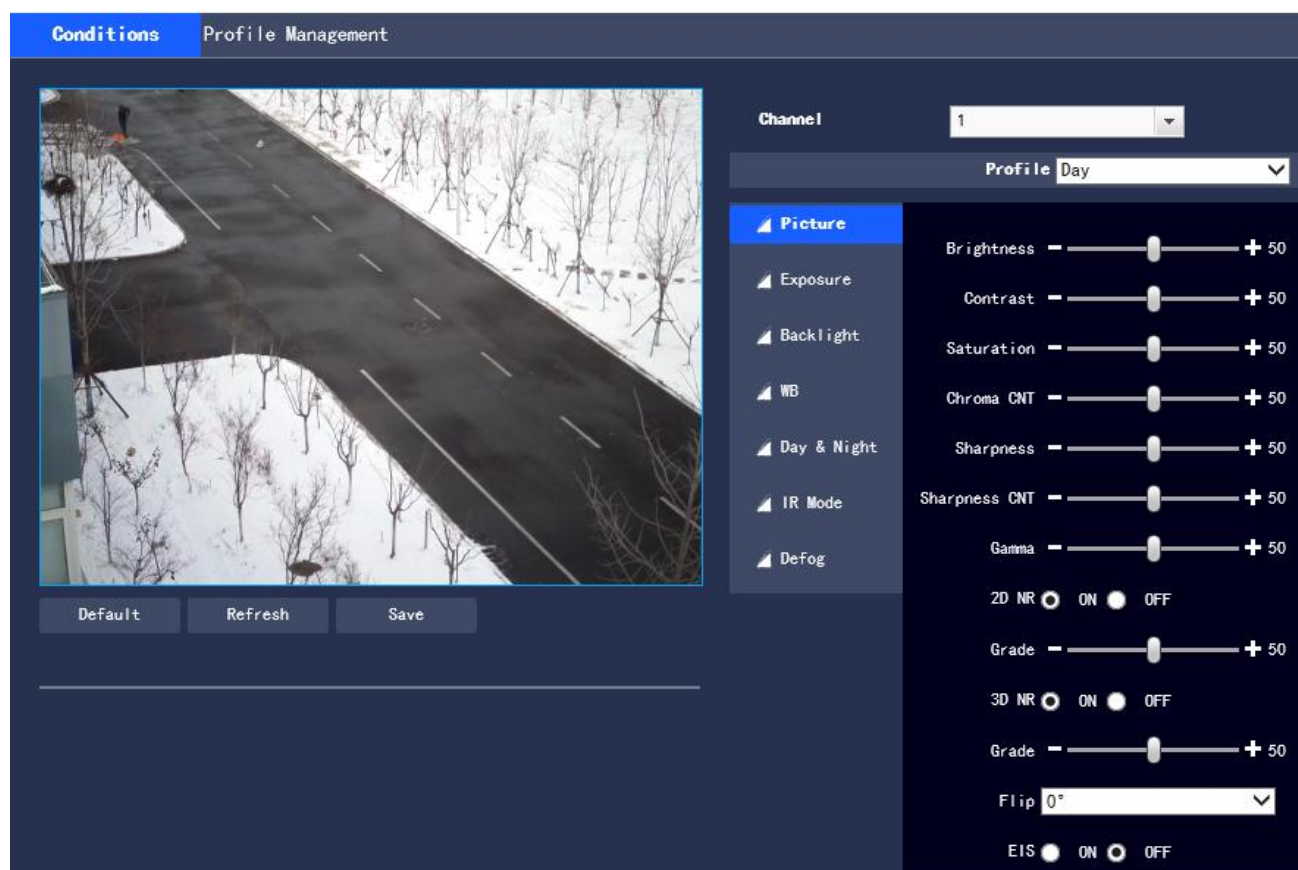 Conditions Profile Management
Channel 1
Profile Day
Picture
Exposure
Backlight
WB
Day & Night
IR Mode
Defog
Brightness 50
Contrast 50
Saturation 50
Chroma CNT 50
Sharpness 50
Sharpness CNT 50
Gamma 50
2D NR ON OFF
Grade 50
3D NR ON OFF
Grade 50
Flip 0°
EIS ON OFF
Default Refresh Save